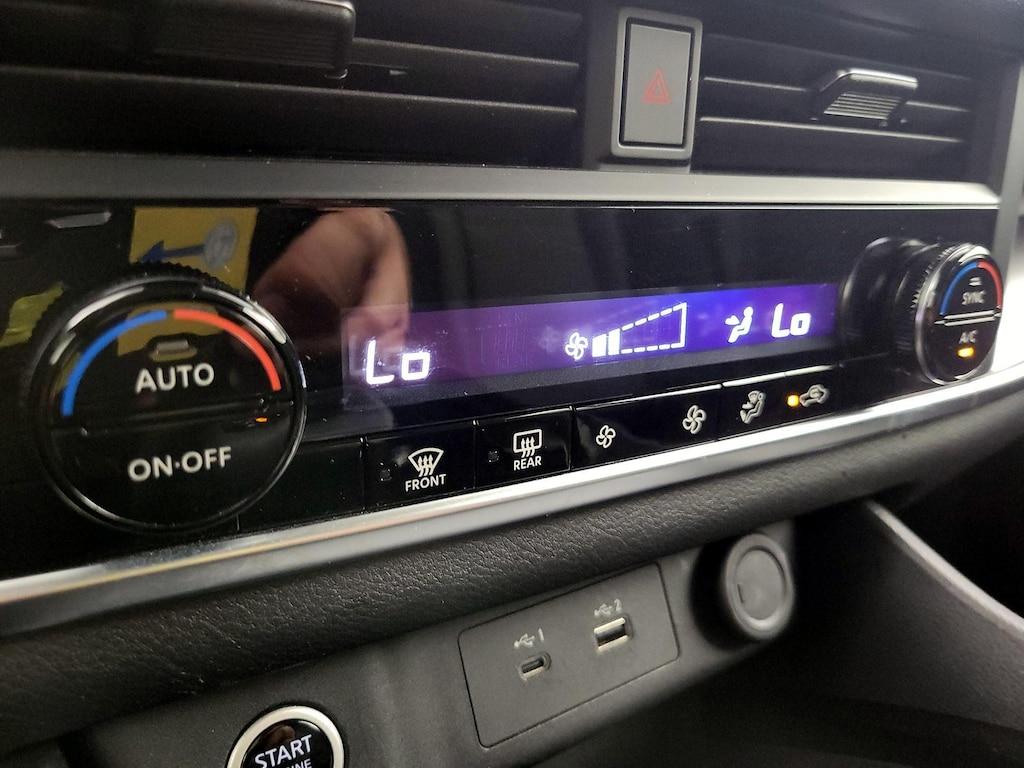 SYNC
A/C
Lo
Lo
AUTO
ON·OFF
FRONT
REAR
1
2
START